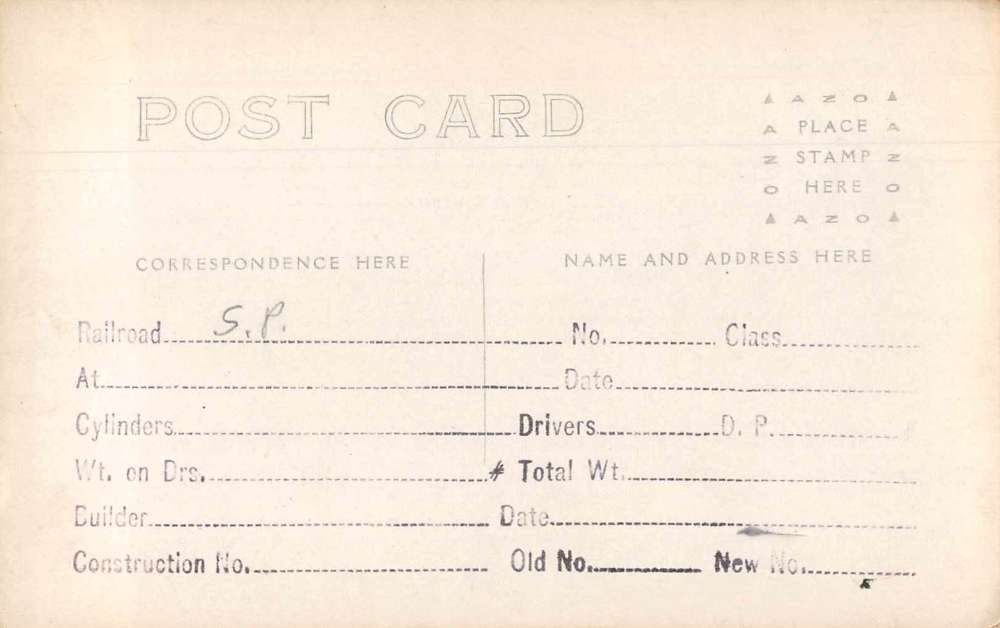 POST CARD
AZO
A PLACE A
Z STAMP Z
O HERE O
AZO
CORRESPONDENCE HERE
NAME AND ADDRESS HERE
Railroad S.P. No. Class
At Date
Cylinders Drivers D. P.
Wt. on Drs. # Total Wt.
Builder Date
Construction No. Old No. New No.